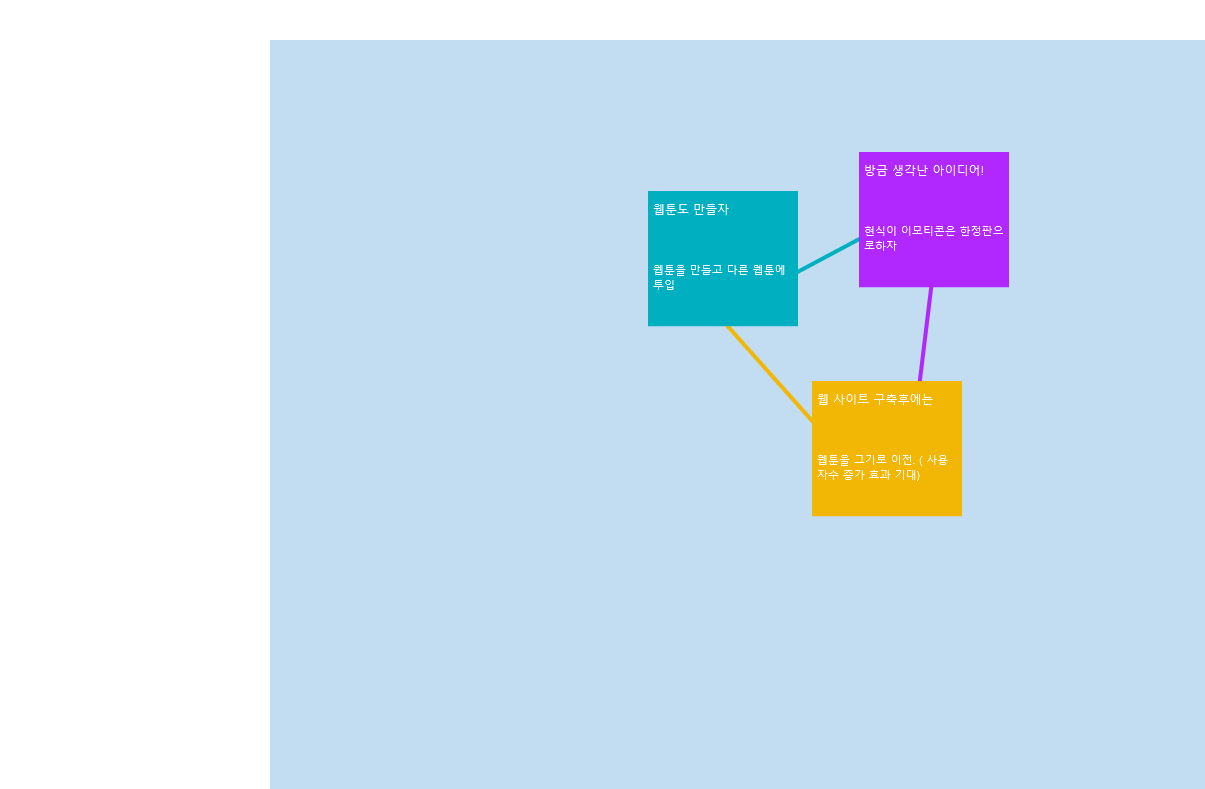 방금 생각난 아이디어!
현식이 이모티콘은 한정판으
로하자
웹툰도 만들자
웹툰을 만들고 다른 웹툰에
투입
웹 사이트 구축후에는
웹툰을 그기로 이전. ( 사용
자수 증가 효과 기대)